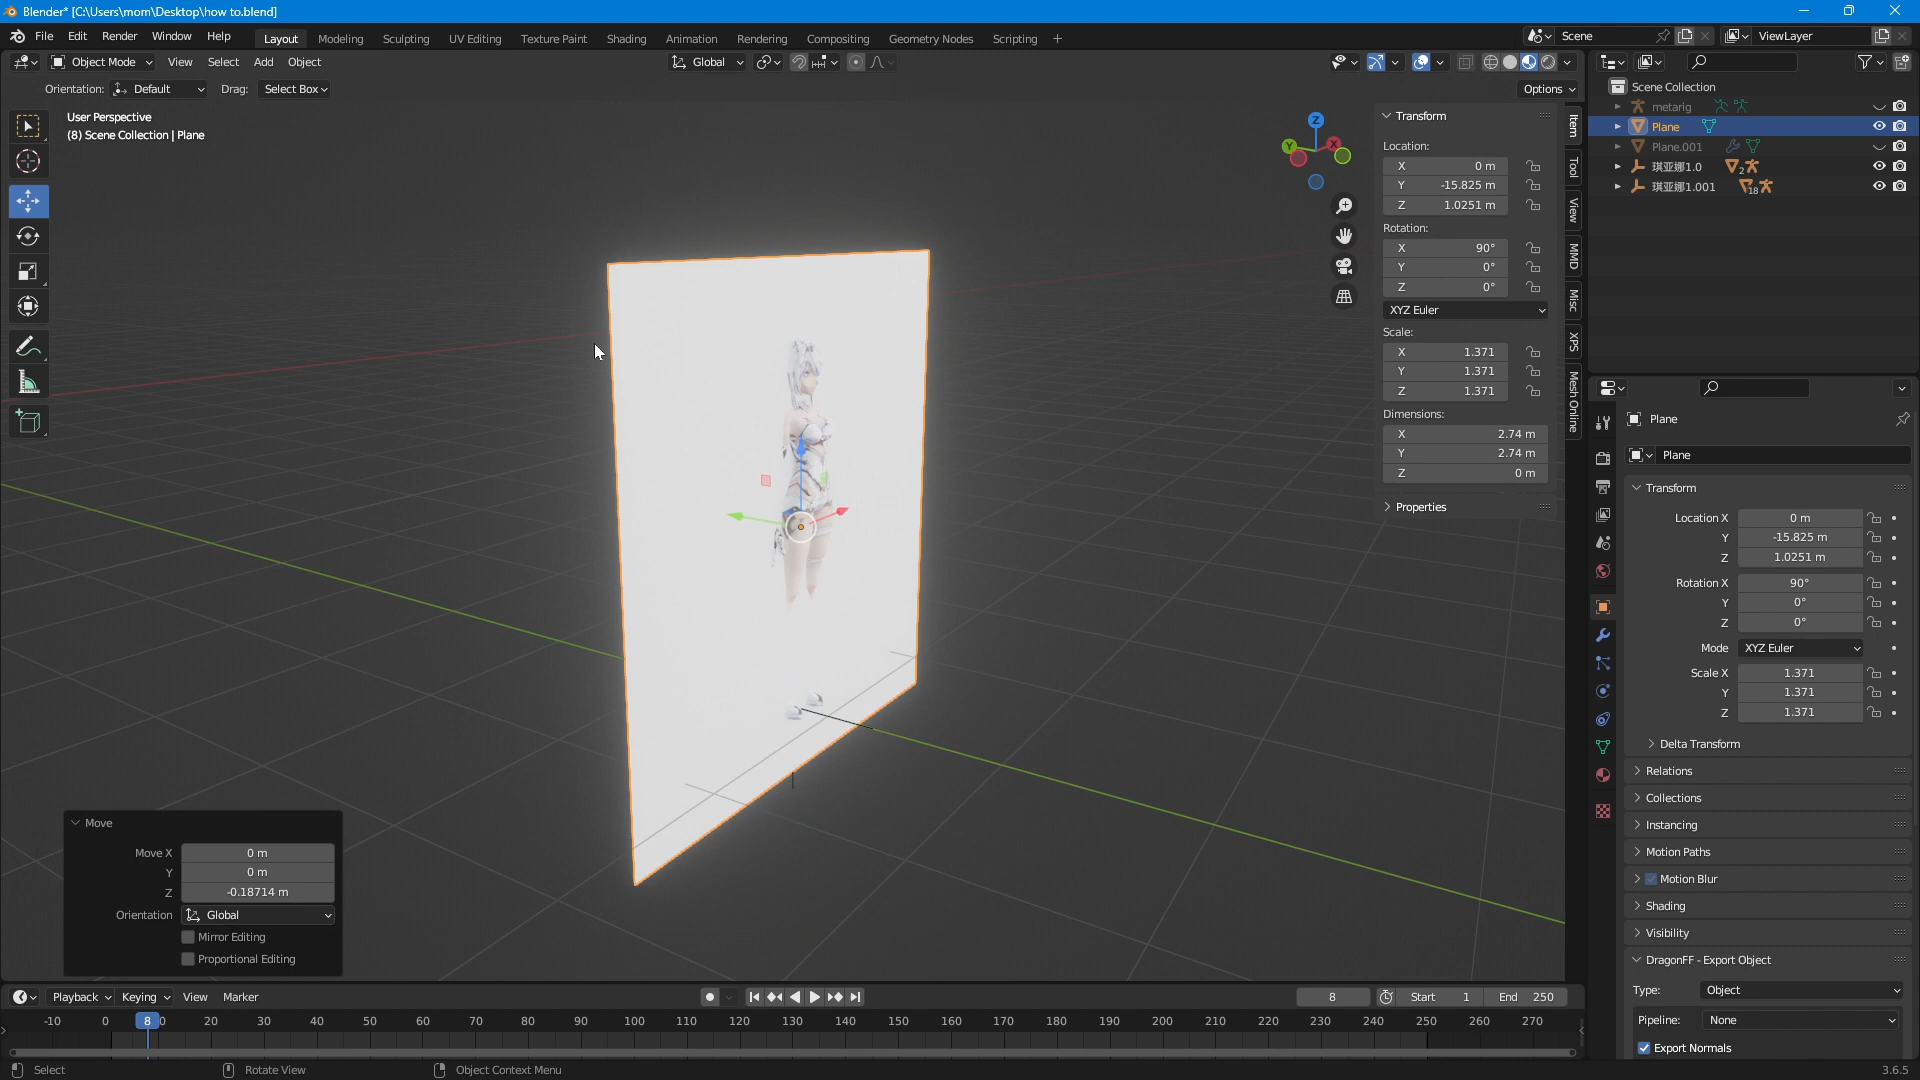 Blender* [C:\Users\mom\Desktop\how to.blend]
File Edit Render Window Help Layout Modeling Sculpting UV Editing Texture Paint Shading Animation Rendering Compositing Geometry Nodes Scripting + Scene ViewLayer
Object Mode View Select Add Object Global
Orientation: Default Drag: Select Box Options
User Perspective
(8) Scene Collection | Plane
Transform
Location:
X 0 m
Y -15.825 m
Z 1.0251 m
Rotation:
X 90°
Y 0°
Z 0°
XYZ Euler
Scale:
X 1.371
Y 1.371
Z 1.371
Dimensions:
X 2.74 m
Y 2.74 m
Z 0 m
Properties
Item
Tool
View
MMD
Misc
XPS
Mesh Online
Z
Y
X
Scene Collection
metarig
Plane
Plane.001
琪亚娜1.0 2
琪亚娜1.001 18
Plane
Plane
Transform
Location X 0 m
Y -15.825 m
Z 1.0251 m
Rotation X 90°
Y 0°
Z 0°
Mode XYZ Euler
Scale X 1.371
Y 1.371
Z 1.371
Delta Transform
Relations
Collections
Instancing
Motion Paths
Motion Blur
Shading
Visibility
DragonFF - Export Object
Type: Object
Pipeline: None
Export Normals
Move
Move X 0 m
Y 0 m
Z -0.18714 m
Orientation Global
Mirror Editing
Proportional Editing
Playback Keying View Marker 8 Start 1 End 250
-10 0 8 0 20 30 40 50 60 70 80 90 100 110 120 130 140 150 160 170 180 190 200 210 220 230 240 250 260 270
Select Rotate View Object Context Menu 3.6.5